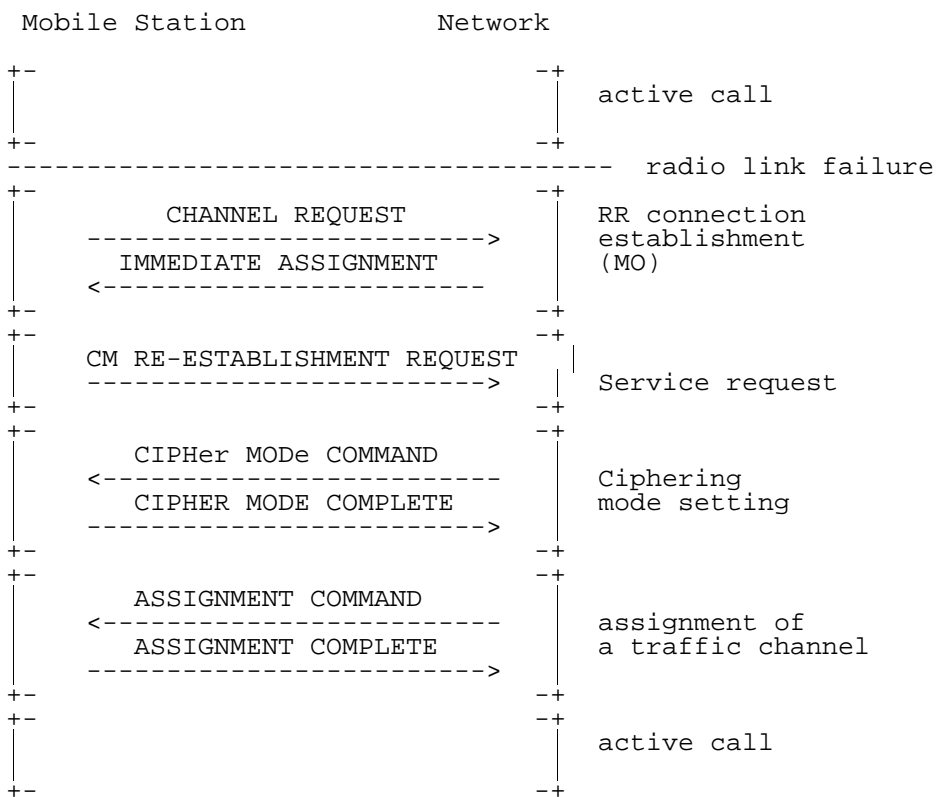 Mobile Station Network
active call
radio link failure
CHANNEL REQUEST
RR connection
establishment
IMMEDIATE ASSIGNMENT
(MO)
CM RE-ESTABLISHMENT REQUEST
Service request
CIPHer MODe COMMAND
Ciphering
CIPHER MODE COMPLETE
mode setting
ASSIGNMENT COMMAND
assignment of
ASSIGNMENT COMPLETE
a traffic channel
active call